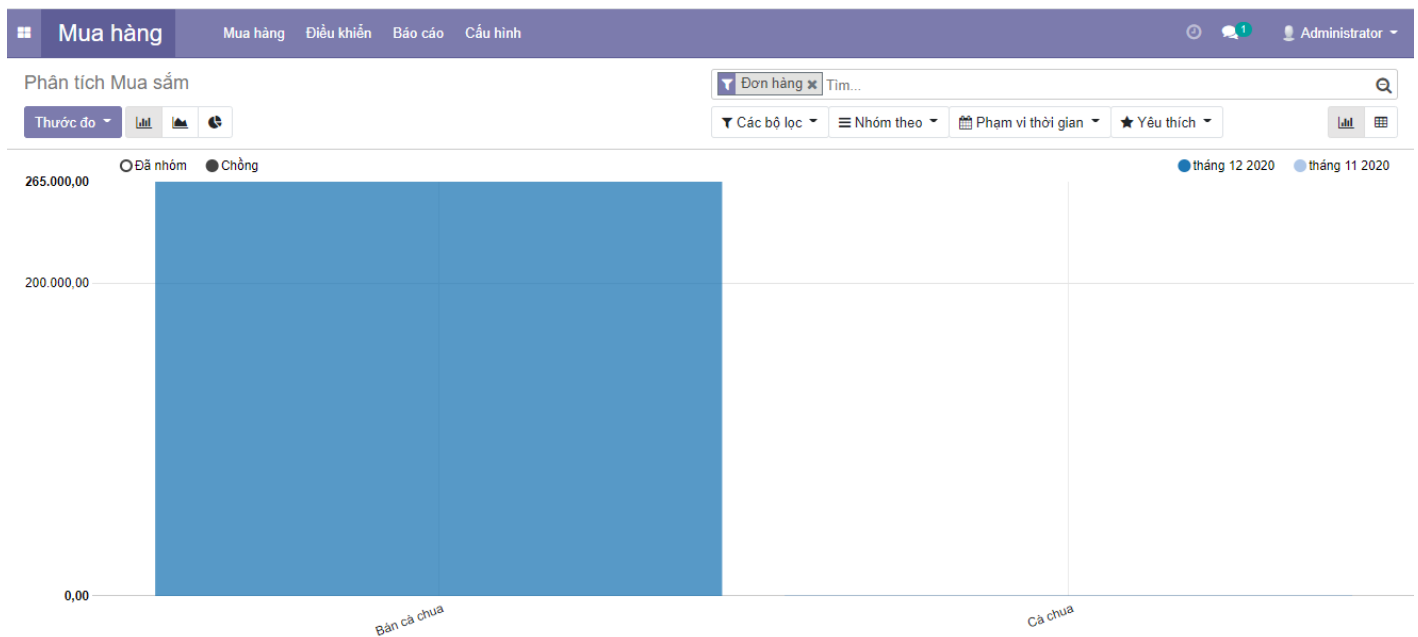 Mua hàng Mua hàng Điều khiển Báo cáo Cấu hình 1 Administrator
Phân tích Mua sắm
Đơn hàng Tìm...
Thước đo Các bộ lọc Nhóm theo Phạm vi thời gian Yêu thích
Đã nhóm Chồng tháng 12 2020 tháng 11 2020
265.000,00
200.000,00
0,00
Bán cà chua Cà chua